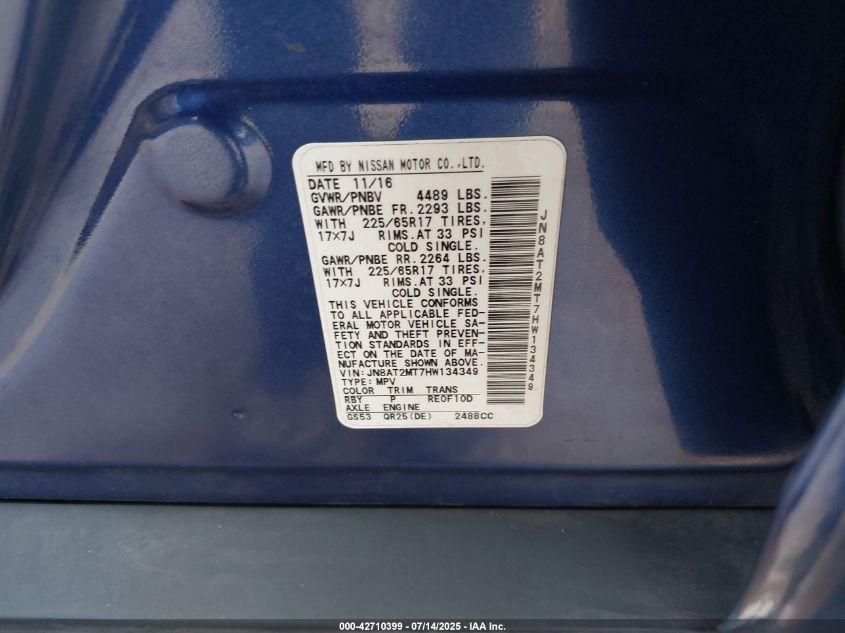 MFD BY NISSAN MOTOR CO.,LTD.
DATE 11/16
GVWR/PNBV 4489 LBS.
GAWR/PNBE FR. 2293 LBS.
WITH 225/65R17 TIRES,
17×7J RIMS.AT 33 PSI
COLD SINGLE.
GAWR/PNBE RR. 2264 LBS.
WITH 225/65R17 TIRES,
17×7J RIMS.AT 33 PSI
COLD SINGLE.
THIS VEHICLE CONFORMS
TO ALL APPLICABLE FED-
ERAL MOTOR VEHICLE SA-
FETY AND THEFT PREVEN-
TION STANDARDS IN EFF-
ECT ON THE DATE OF MA-
NUFACTURE SHOWN ABOVE.
VIN:JN8AT2MT7HW134349
TYPE:MPV
COLOR TRIM TRANS
RBY P RE0F10D
AXLE ENGINE
GS53 QR25(DE) 2488CC
JN8AT2MT7HW134349
000-42710399 - 07/14/2025 - IAA Inc.